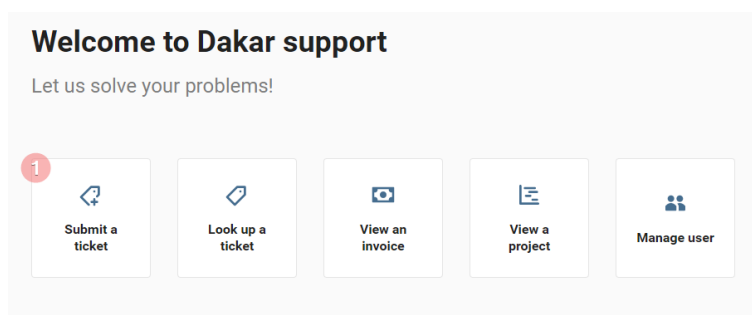 Welcome to Dakar support
Let us solve your problems!
1
Submit a
ticket
Look up a
ticket
View an
invoice
View a
project
Manage user